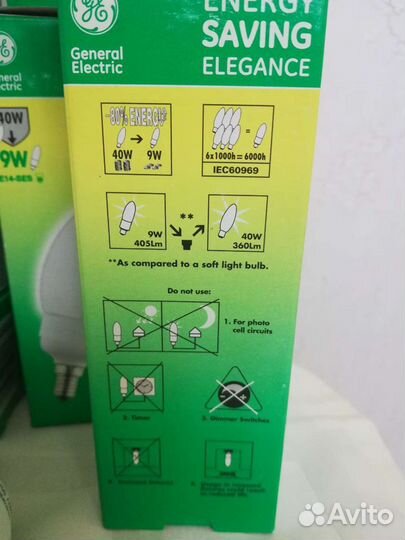 ENERGY
SAVING
ELEGANCE
General
Electric
neral
ectric
40W
9W
E14-SES
-80% ENERGY
40W 9W
6x1000h = 6000h
IEC60969
**
9W
405Lm
40W
360Lm
**As compared to a soft light bulb.
Do not use:
1. For photo
cell circuits
2. Timer
3. Dimmer Switches
Avito